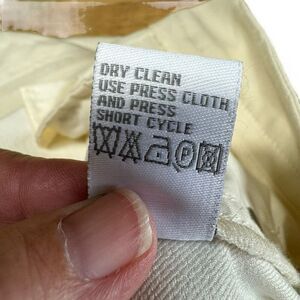 DRY CLEAN
USE PRESS CLOTH
AND PRESS
SHORT CYCLE
P